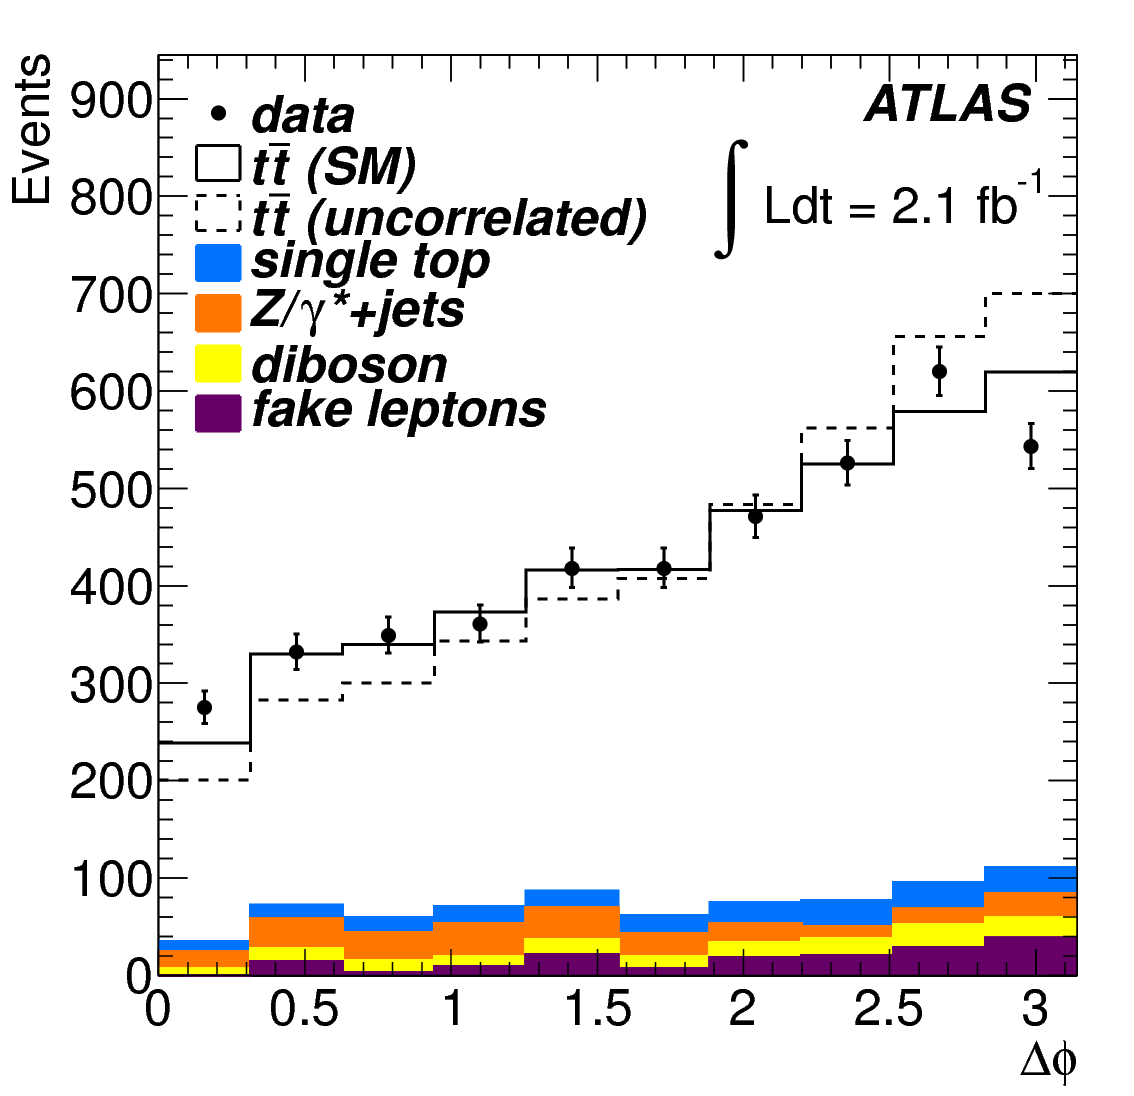 Events
900
800
700
600
500
400
300
200
100
0
data
tt̄ (SM)
tt̄ (uncorrelated)
single top
Z/γ*+jets
diboson
fake leptons
ATLAS
∫ Ldt = 2.1 fb⁻¹
0 0.5 1 1.5 2 2.5 3
Δϕ